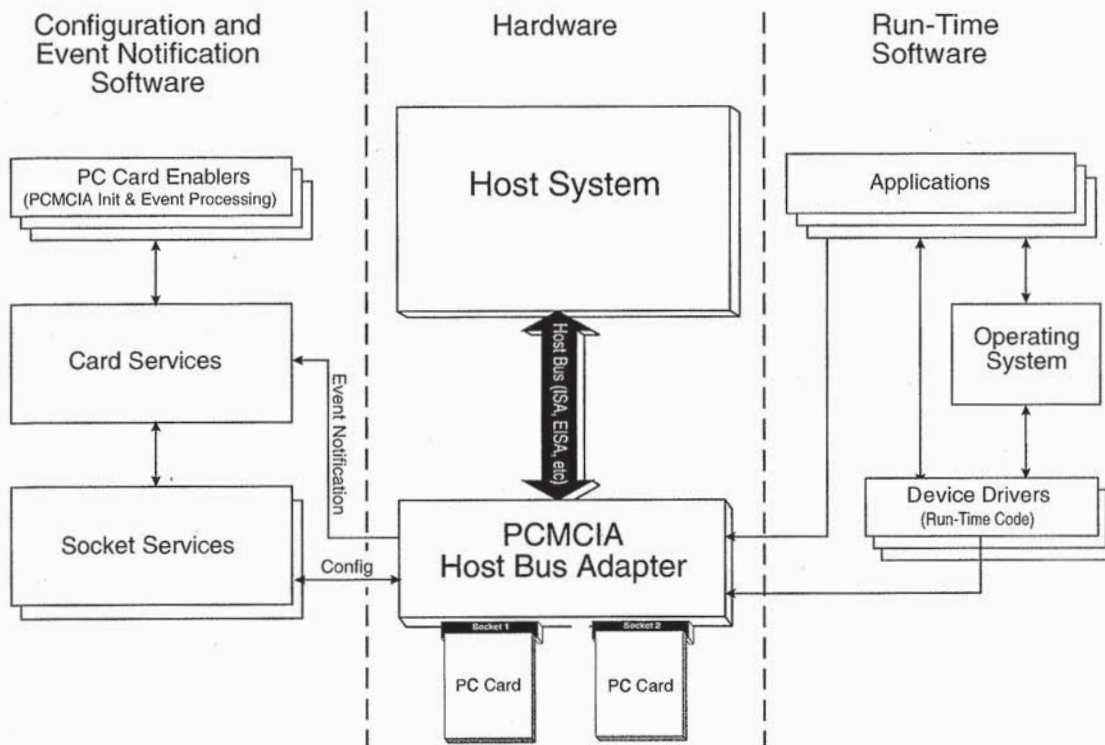 Configuration and
Event Notification
Software
Hardware
Run-Time
Software
PC Card Enablers
(PCMCIA Init & Event Processing)
Card Services
Socket Services
Event Notification
Config
Host System
Host Bus (ISA, EISA, etc)
PCMCIA
Host Bus Adapter
Socket 1
Socket 2
PC Card
PC Card
Applications
Operating
System
Device Drivers
(Run-Time Code)